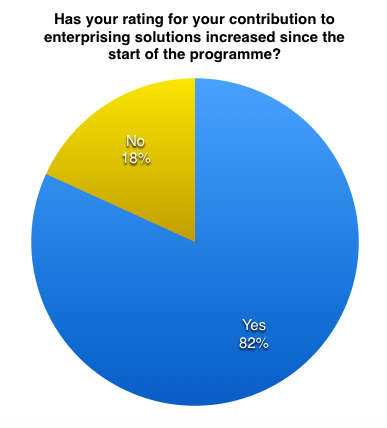 Has your rating for your contribution to
enterprising solutions increased since the
start of the programme?
No
18%
Yes
82%